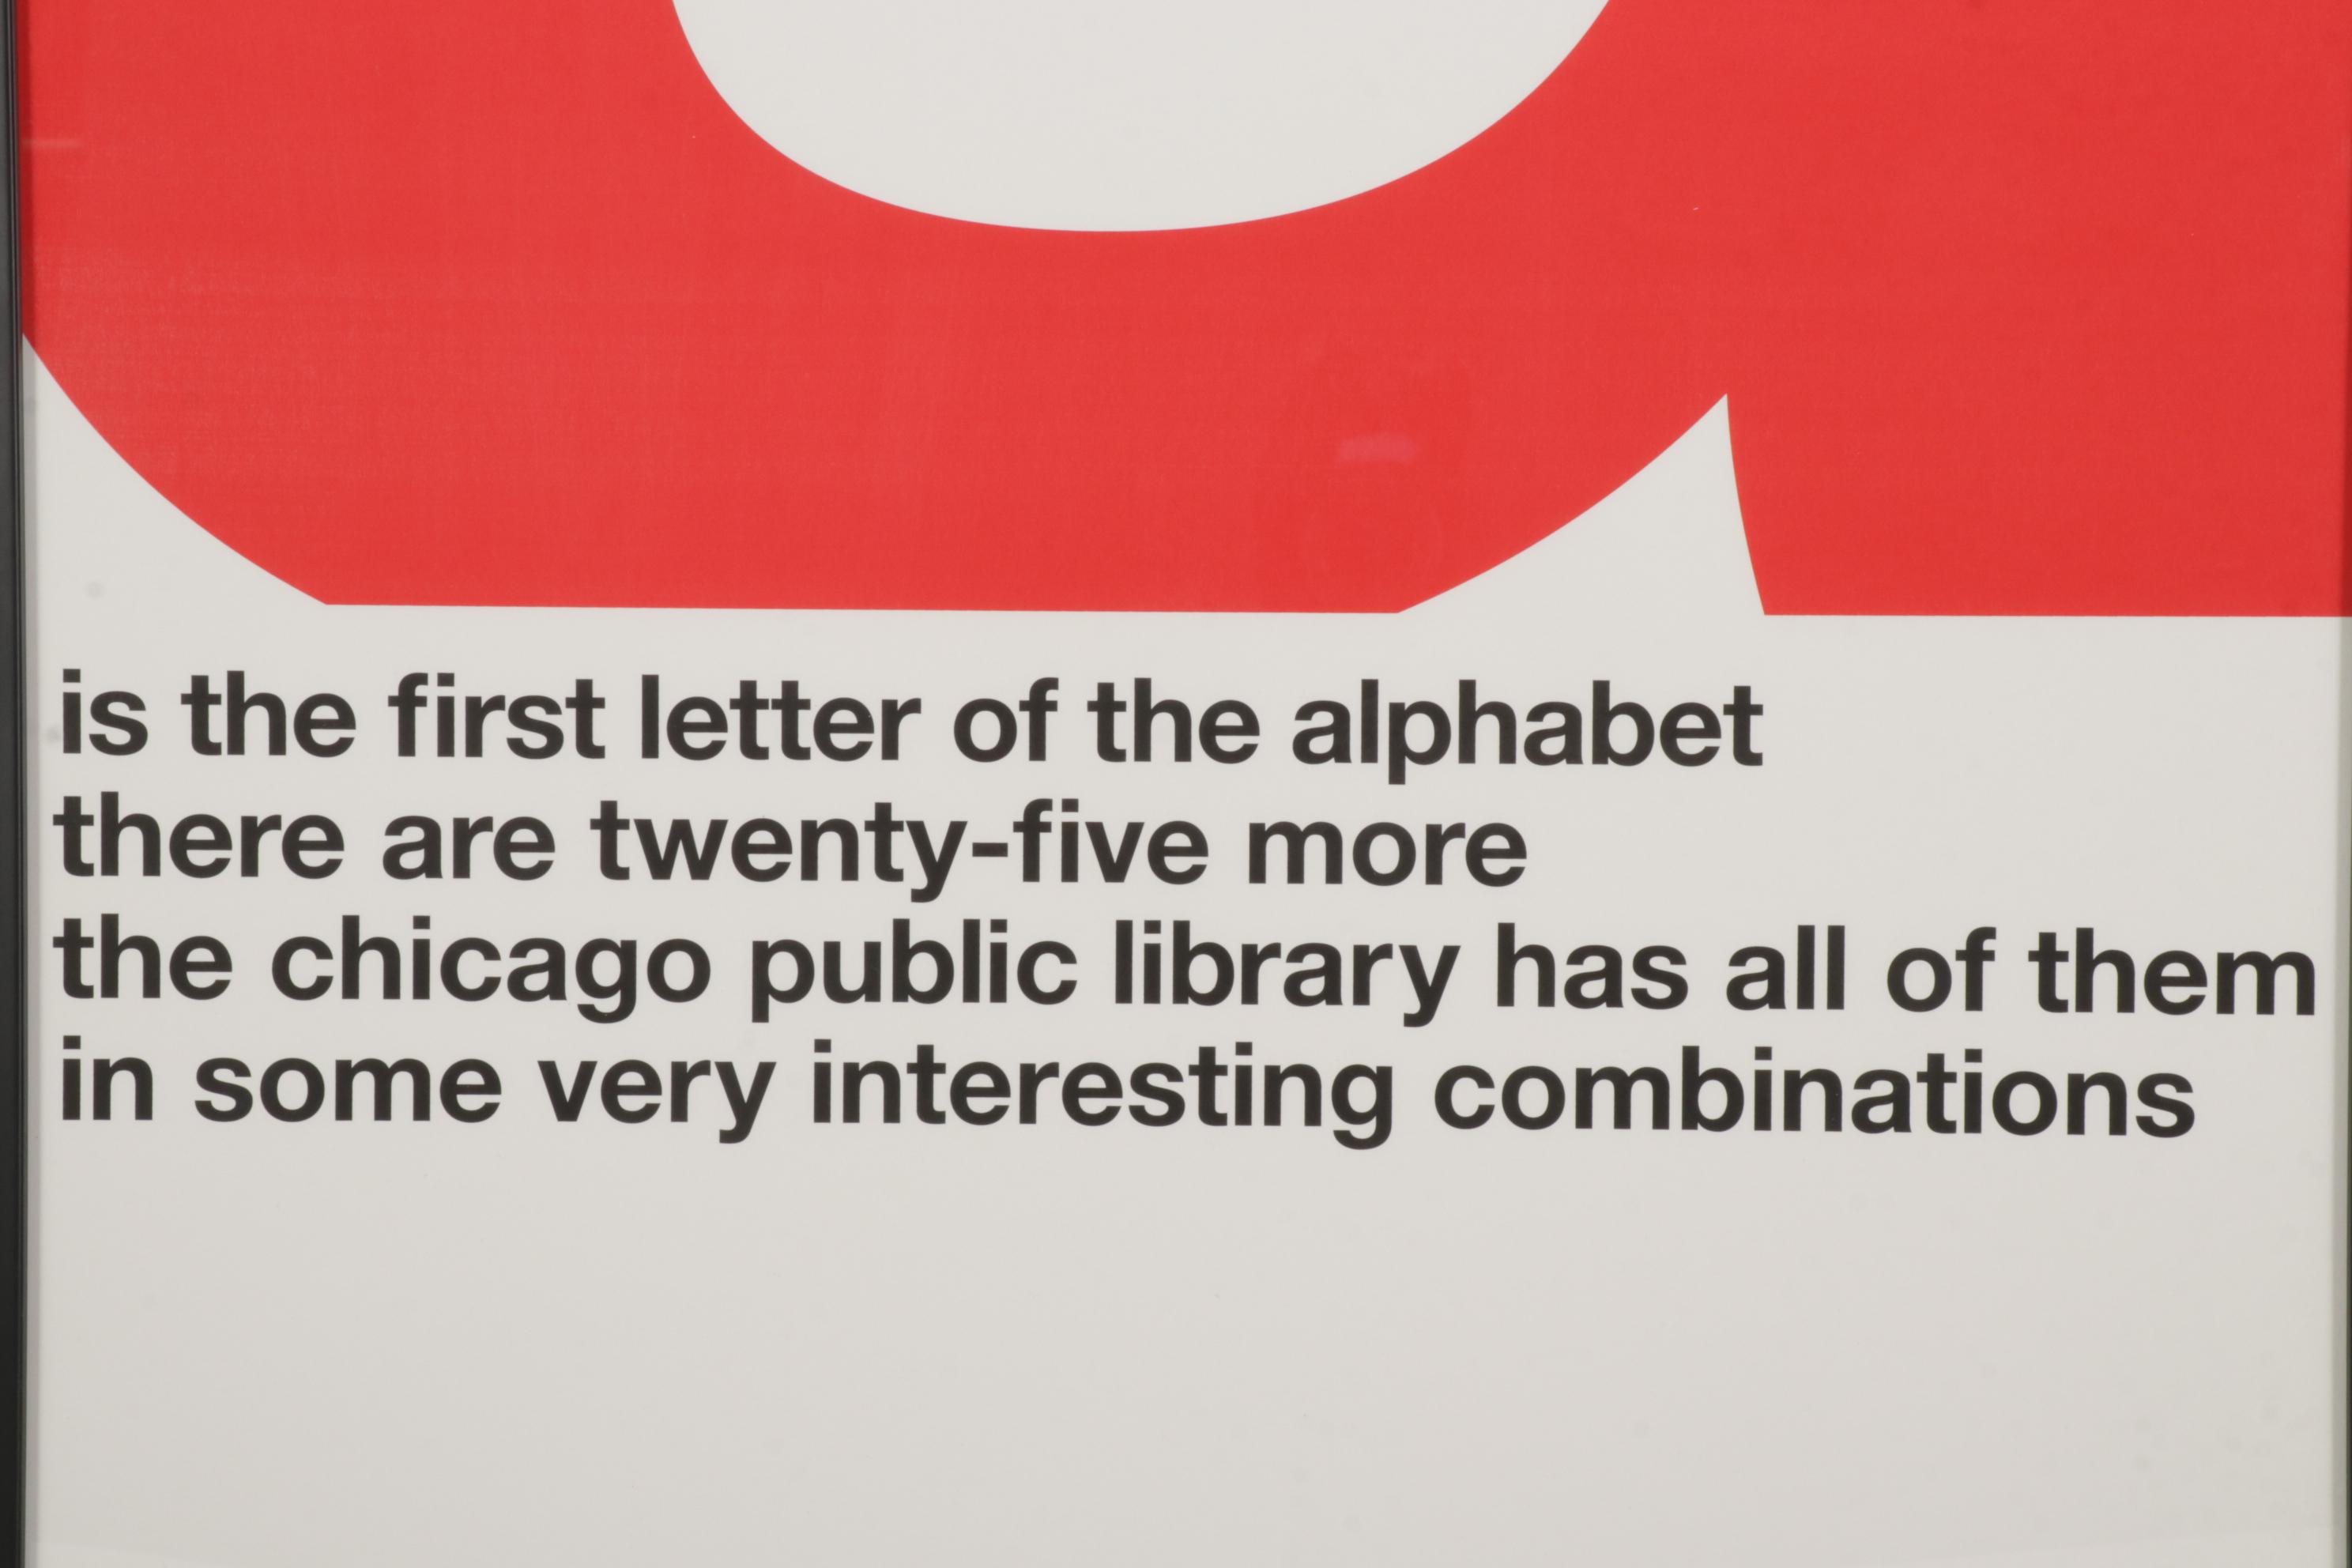 a
is the first letter of the alphabet
there are twenty-five more
the chicago public library has all of them
in some very interesting combinations